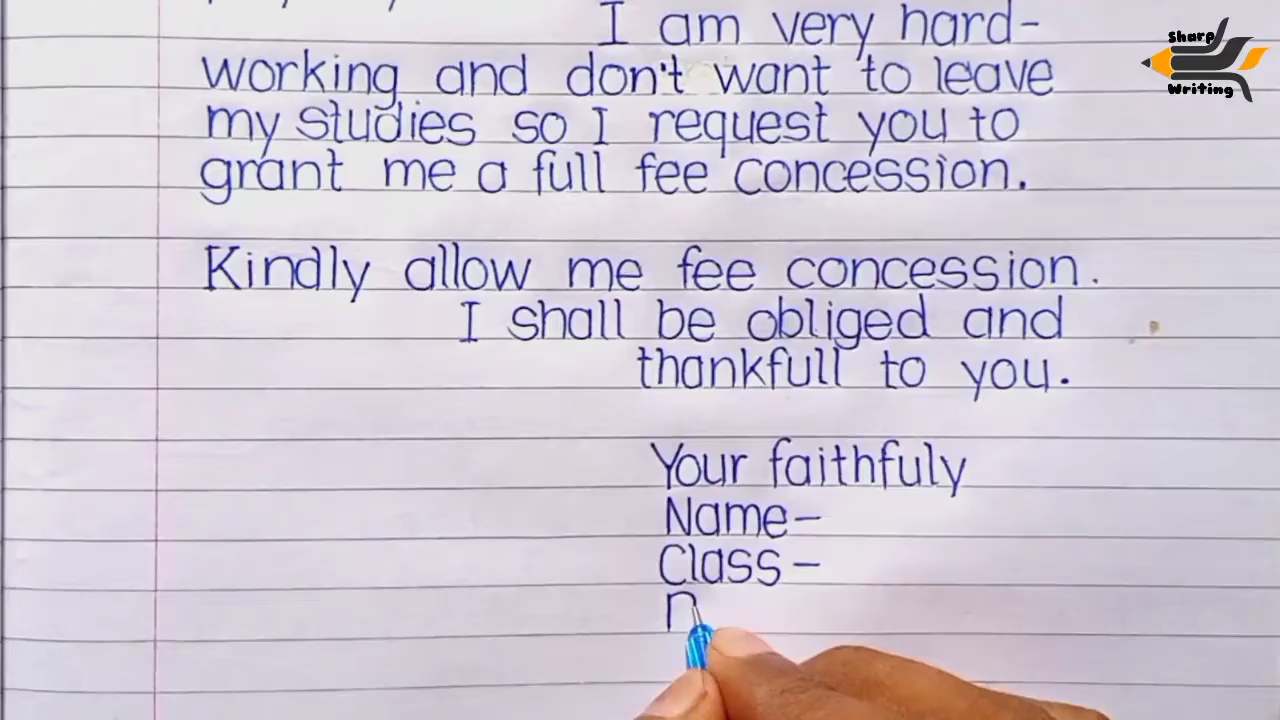 I am very hard-
working and don't want to leave
my studies so I request you to
grant me a full fee concession.
Kindly allow me fee concession.
I shall be obliged and
thankfull to you.
Your faithfuly
Name-
Class-
Sharp
Writing